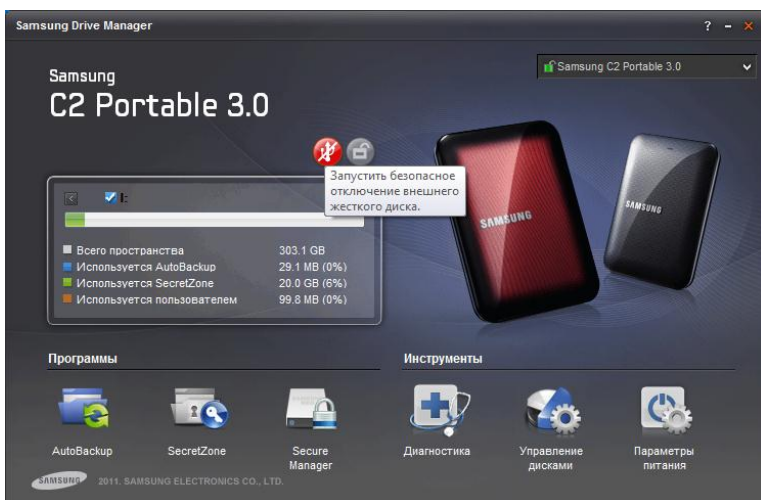 Samsung Drive Manager
? - ×
Samsung
C2 Portable 3.0
Samsung C2 Portable 3.0
Запустить безопасное
отключение внешнего
жесткого диска.
I:
Всего пространства 303.1 GB
Используется AutoBackup 29.1 MB (0%)
Используется SecretZone 20.0 GB (6%)
Используется пользователем 99.8 MB (0%)
SAMSUNG
SAMSUNG
Программы
Инструменты
AutoBackup
SecretZone
Secure
Manager
Диагностика
Управление
дисками
Параметры
питания
SAMSUNG 2011. SAMSUNG ELECTRONICS CO., LTD.